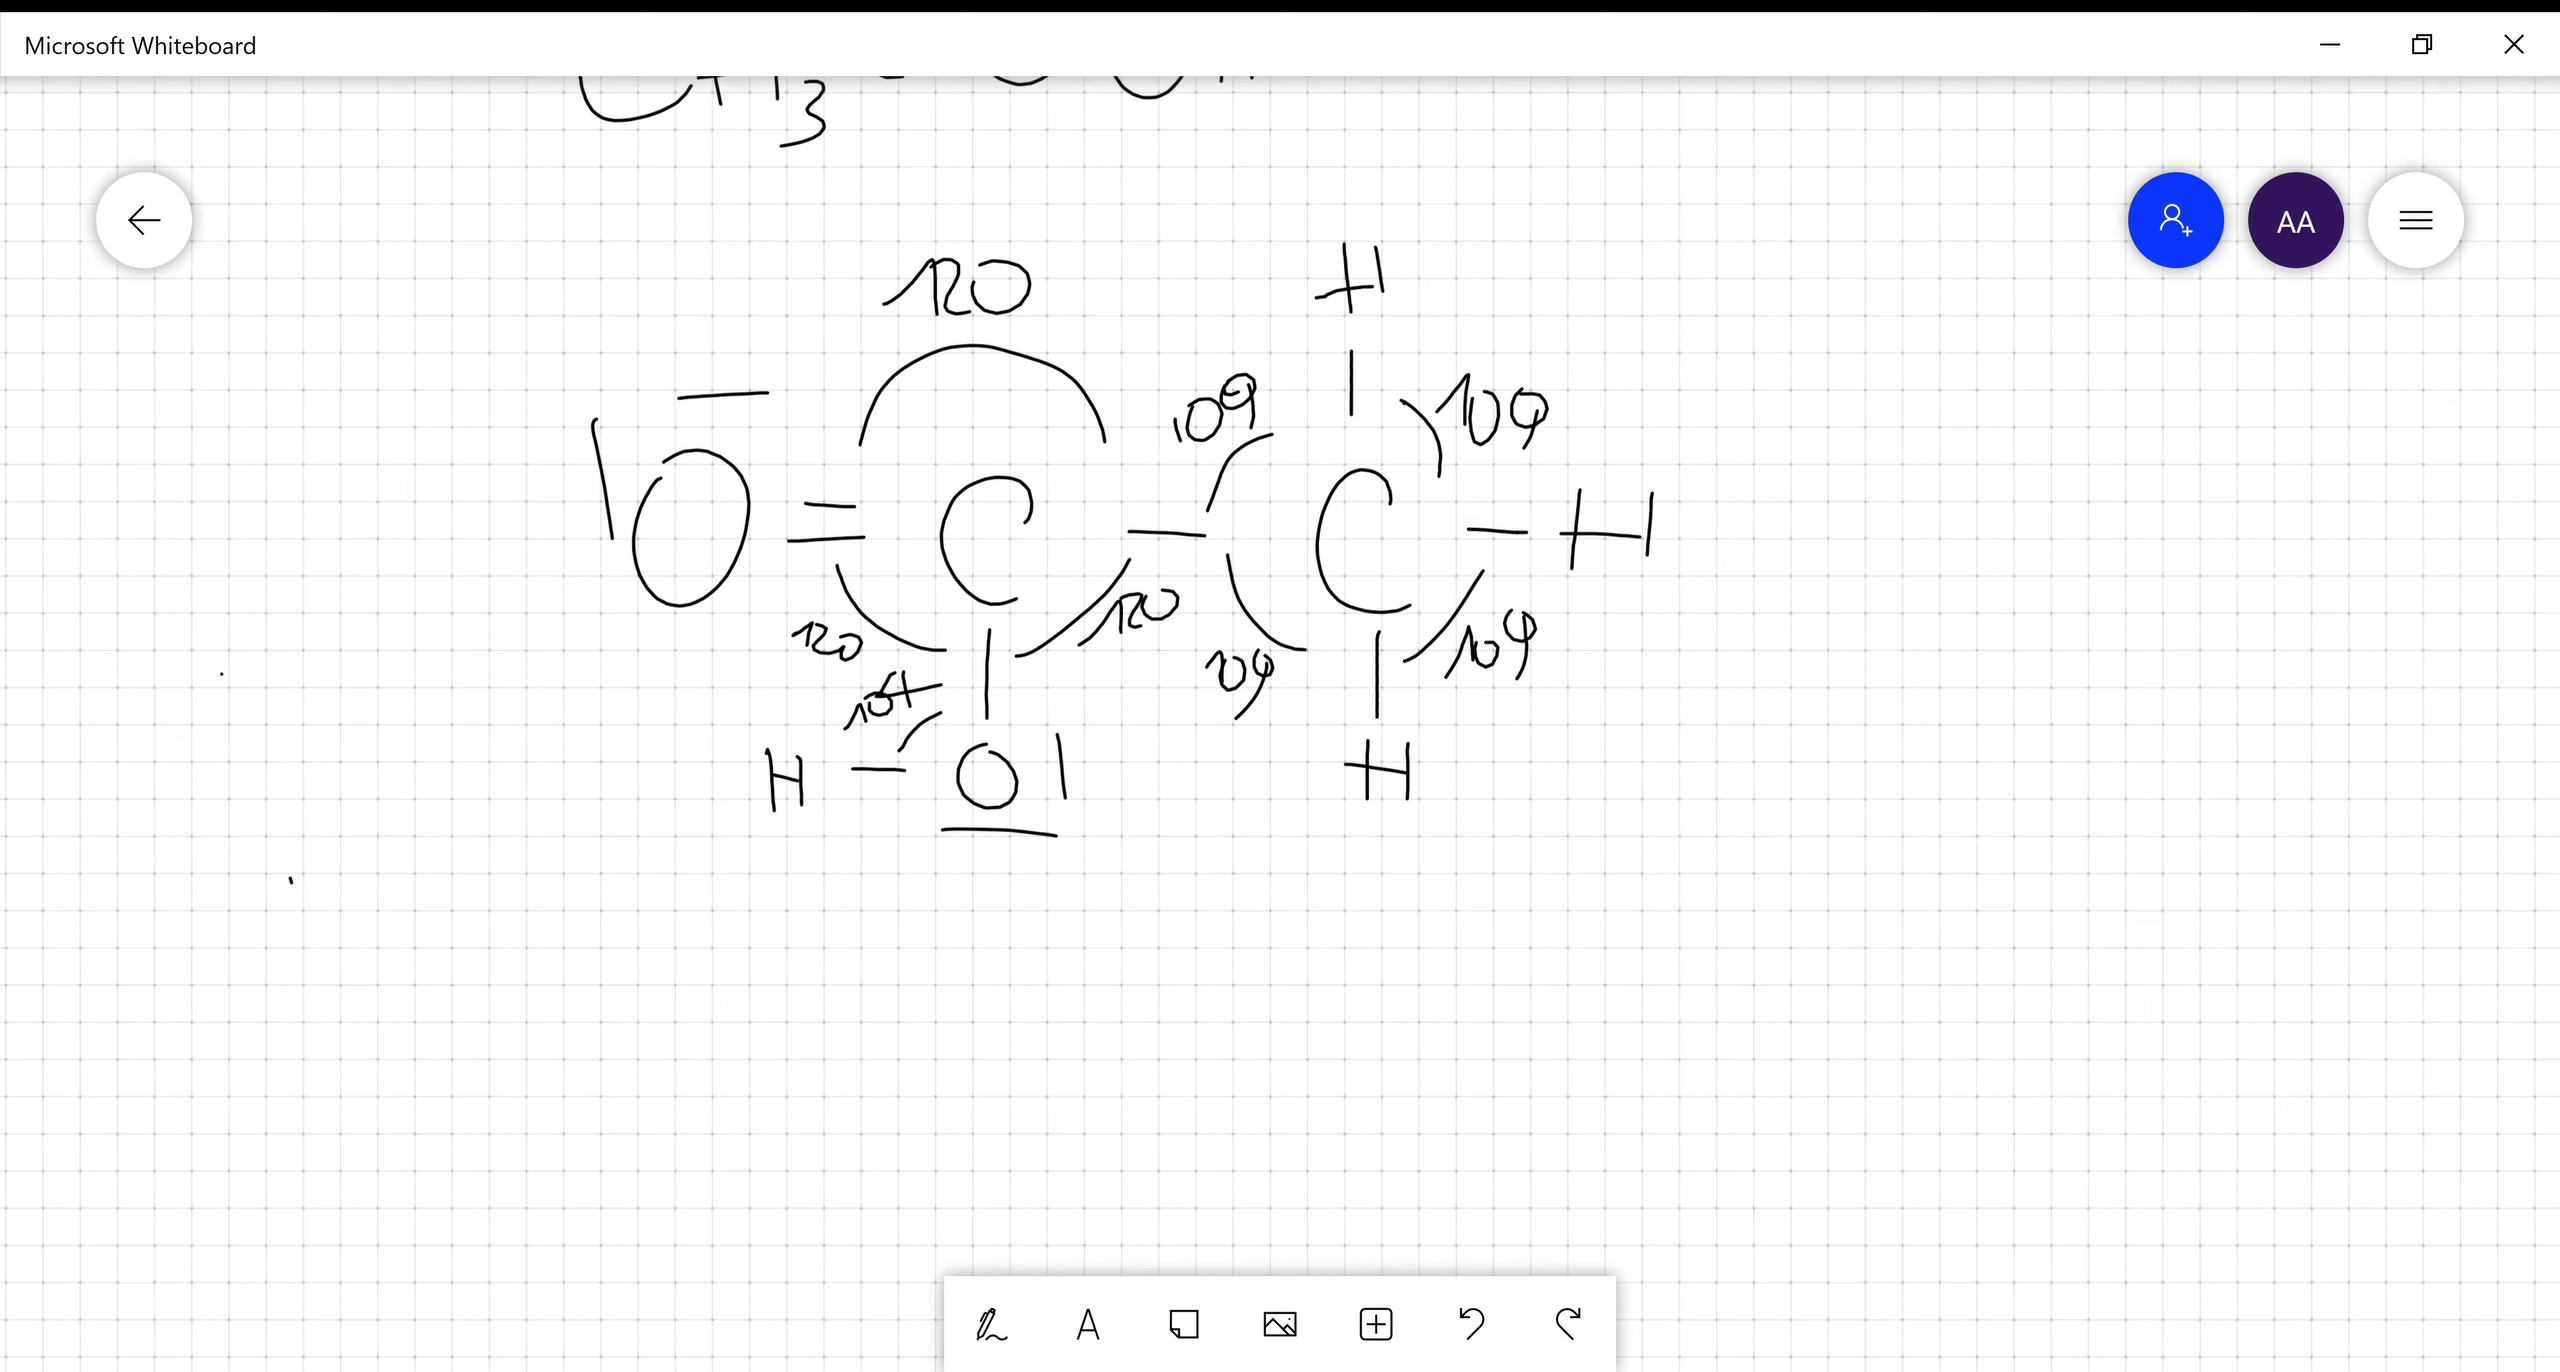 Microsoft Whiteboard
AA
120 H
109 109
O = C - C - H
120 120 109 109
104
H - O H
A